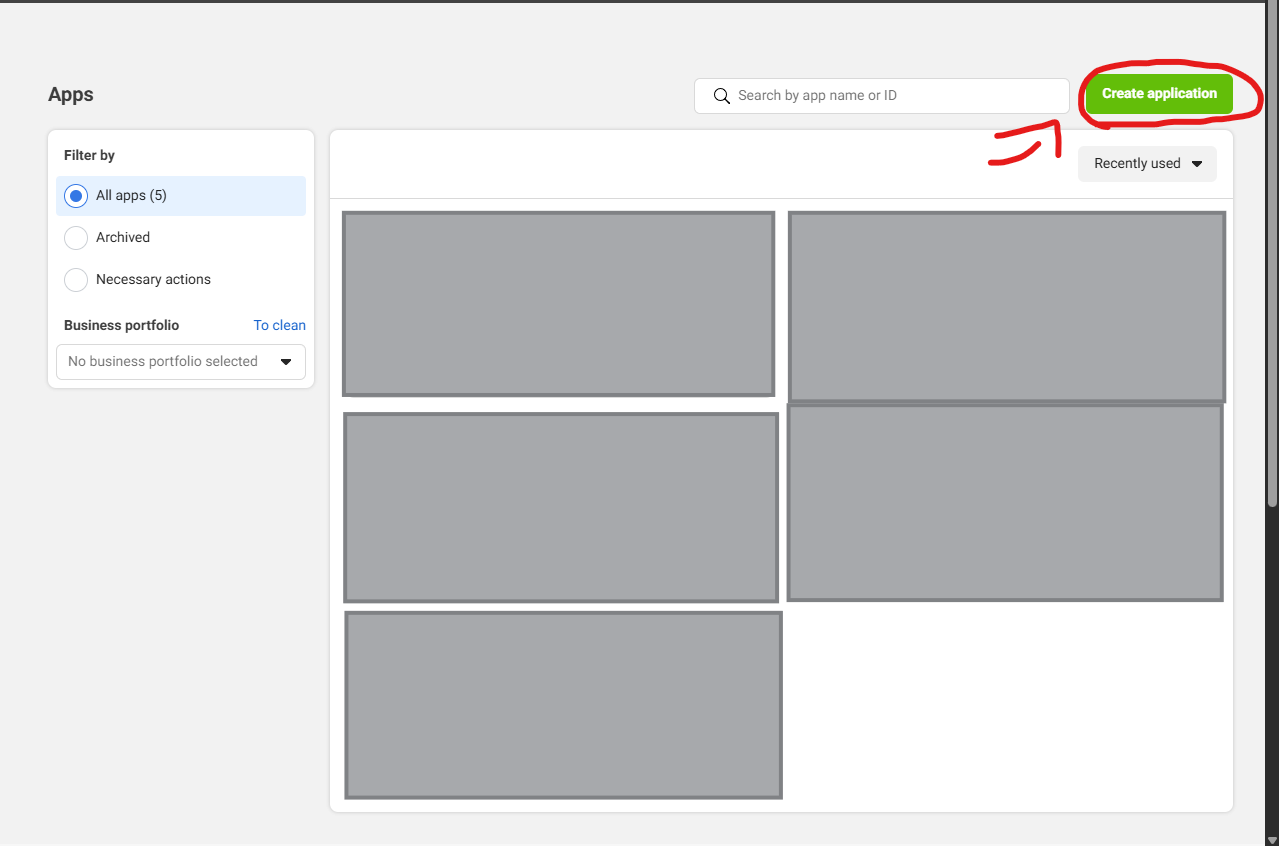 Apps
Search by app name or ID
Create application
Filter by
All apps (5)
Archived
Necessary actions
Business portfolio
To clean
No business portfolio selected
Recently used